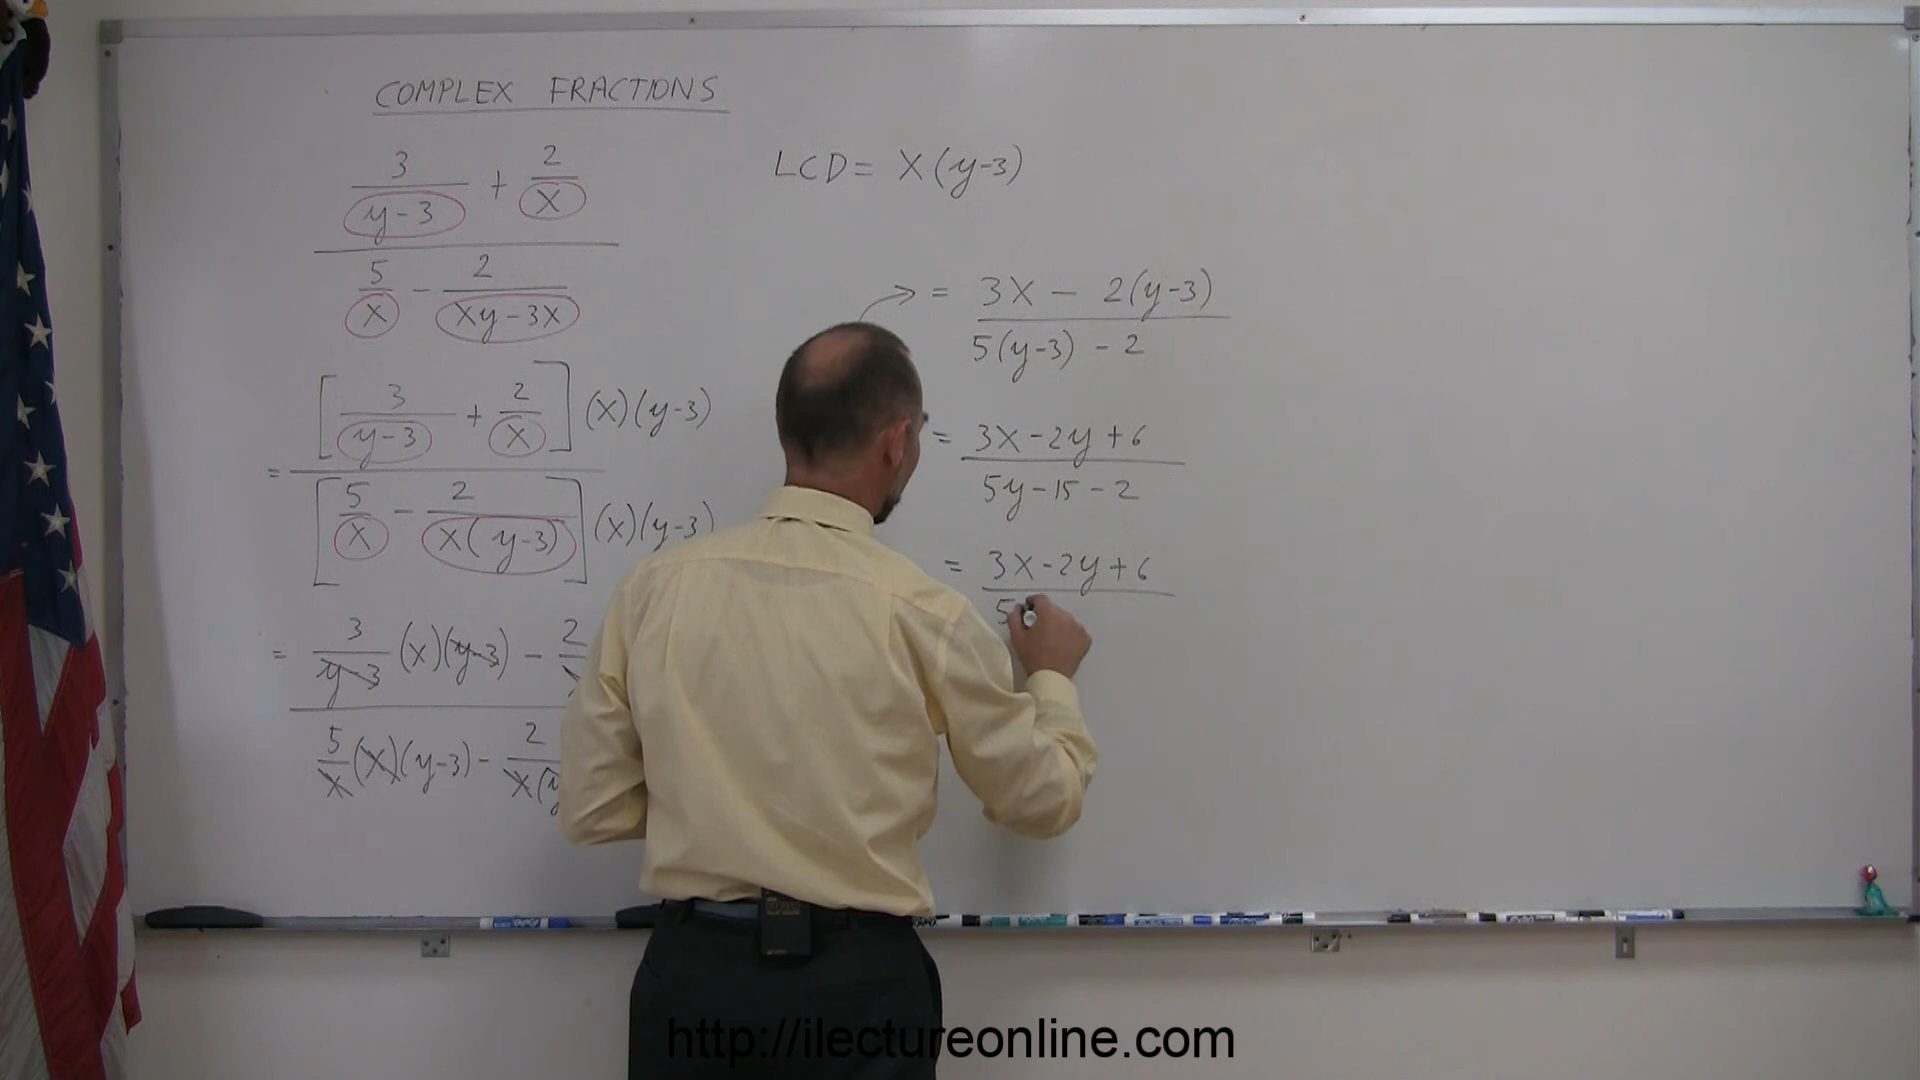 COMPLEX FRACTIONS
3/(y-3) + 2/x
5/x - 2/(xy-3x)
= [3/(y-3) + 2/x] (x)(y-3)
[5/x - 2/(x(y-3))] (x)(y-3)
= 3/(y-3) (x)(y-3) - 2/
5/x (x)(y-3) - 2/x(
LCD = x(y-3)
= 3x - 2(y-3)
5(y-3) - 2
= 3x-2y+6
5y-15-2
= 3x-2y+6
5
http://ilectureonline.com